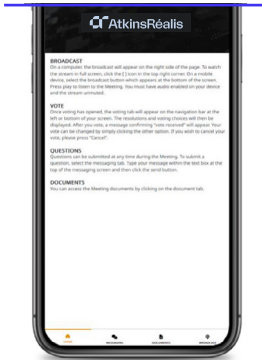 AtkinsRéalis
BROADCAST
On a computer the broadcast will appear on the right side of the page. To watch
the stream in full screen, click the [ ] icon in the top right corner. On a mobile
device, select the broadcast button which appears at the bottom of the screen.
Press play to listen to the Meeting. You must have audio enabled on your device
and the stream unmuted.
VOTE
Once voting has opened, the voting tab will appear on the navigation bar at the
left or bottom of your screen. The resolutions and voting choices will then be
displayed. After you vote, a message confirming "vote received" will appear. Your
vote can be changed by simply clicking the other option. If you wish to cancel your
vote, please press "Cancel".
QUESTIONS
Questions can be submitted at any time during the Meeting. To submit a
question, select the messaging tab. Type your message within the text box at the
top of the messaging screen and then click the send button.
DOCUMENTS
You can access the Meeting documents by clicking on the document tab.
HOME
MESSAGING
DOCUMENTS
BROADCAST